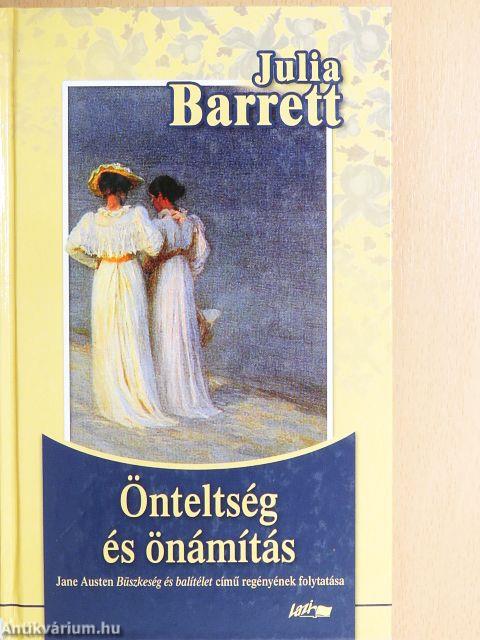 Julia
Barrett
Önteltség
és önámítás
Jane Austen Büszkeség és balítélet című regényének folytatása
Lazi
Antikvárium.hu